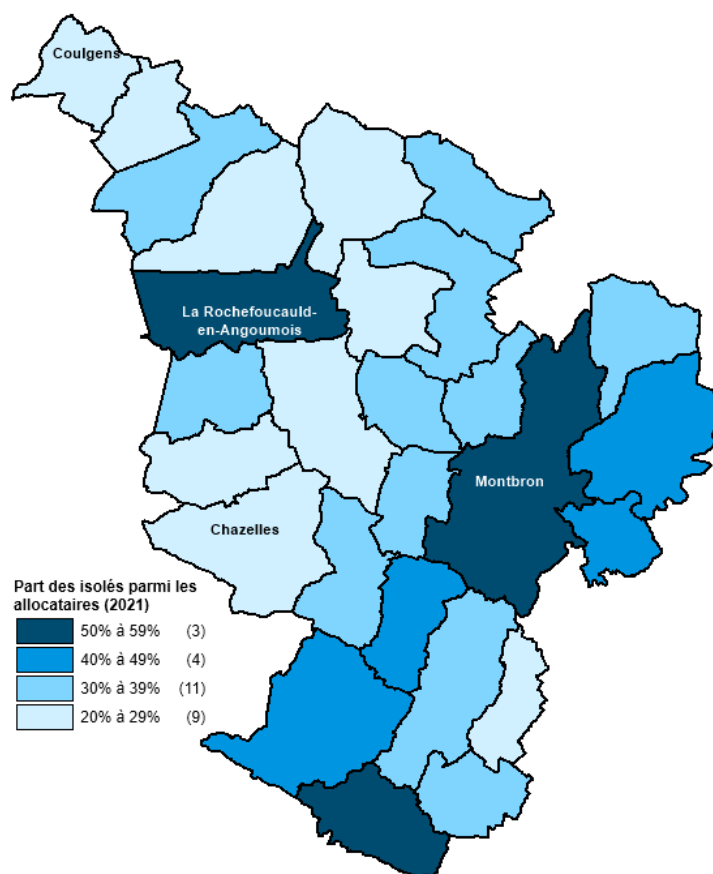 Coulgens
La Rochefoucauld-
en-Angoumois
Montbron
Chazelles
Part des isolés parmi les
allocataires (2021)
50% à 59% (3)
40% à 49% (4)
30% à 39% (11)
20% à 29% (9)